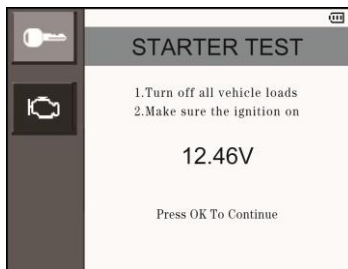 STARTER TEST
1.Turn off all vehicle loads
2.Make sure the ignition on
12.46V
Press OK To Continue